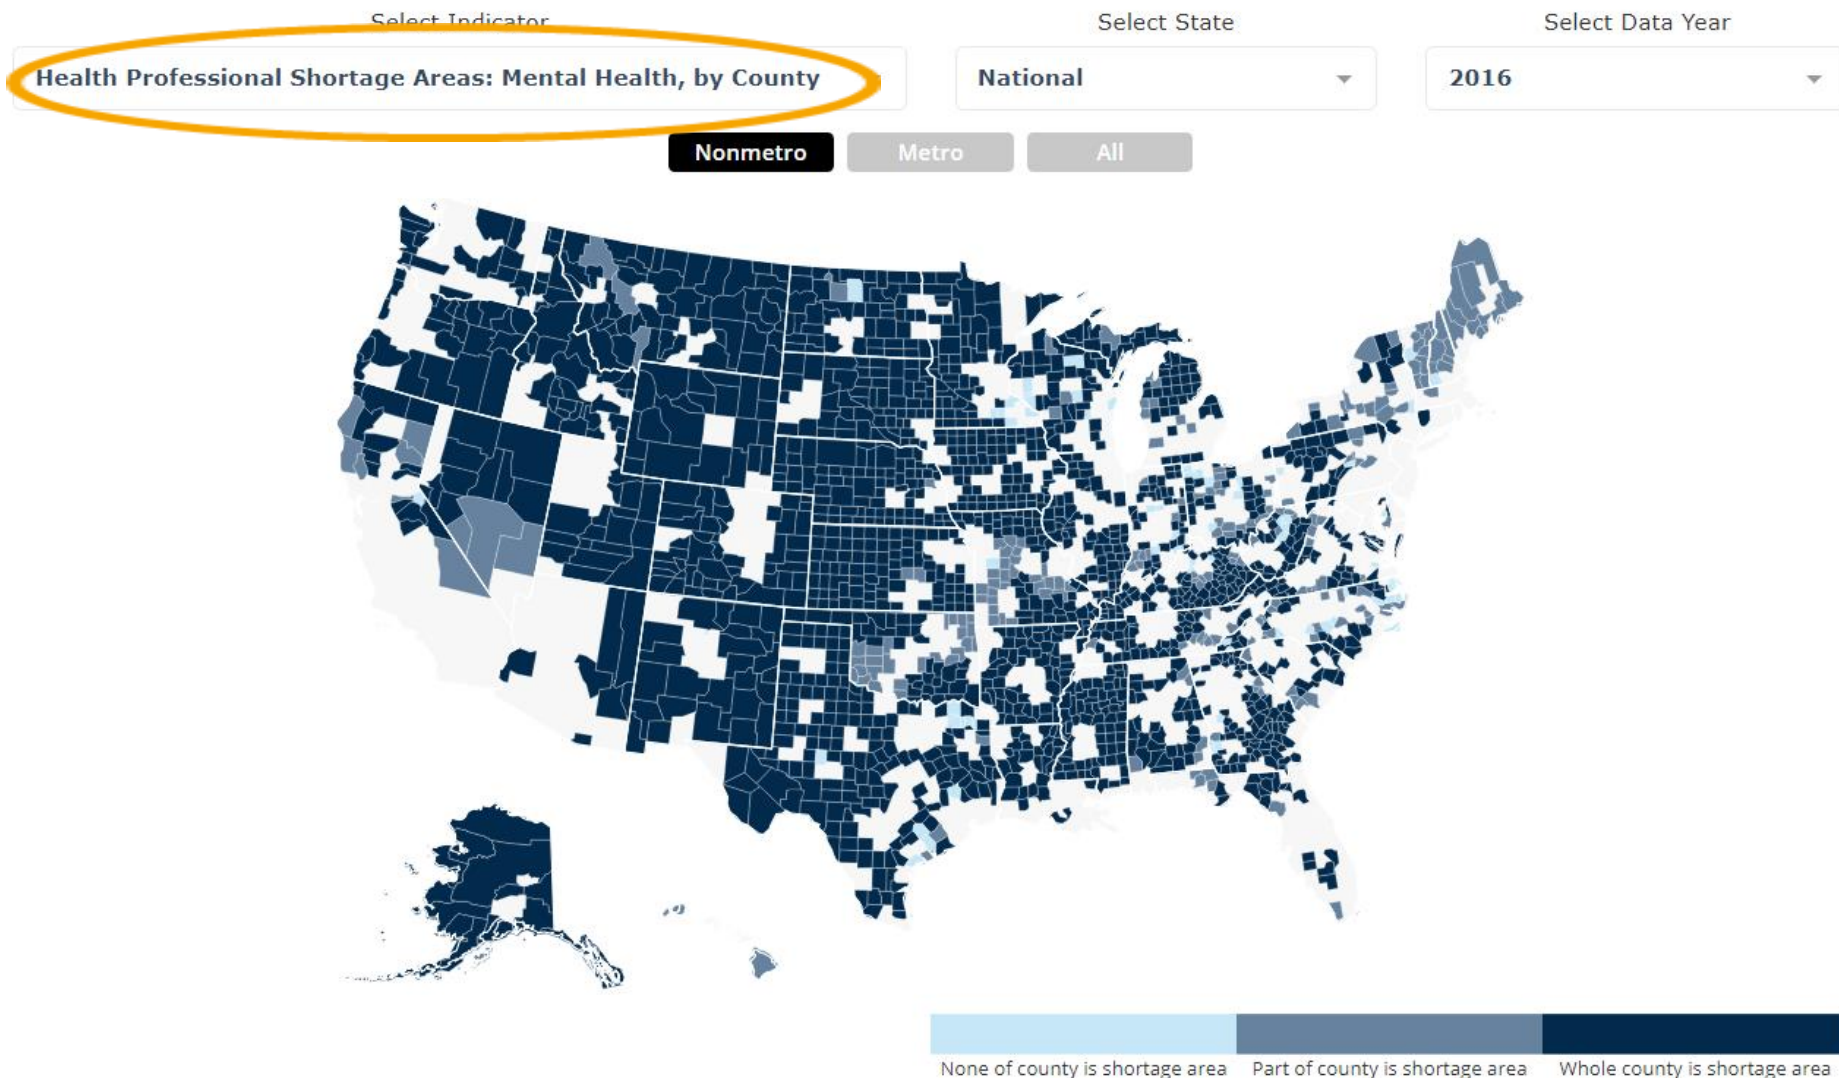 Select Indicator
Select State
Select Data Year
Health Professional Shortage Areas: Mental Health, by County
National
2016
Nonmetro
Metro
All
None of county is shortage area
Part of county is shortage area
Whole county is shortage area